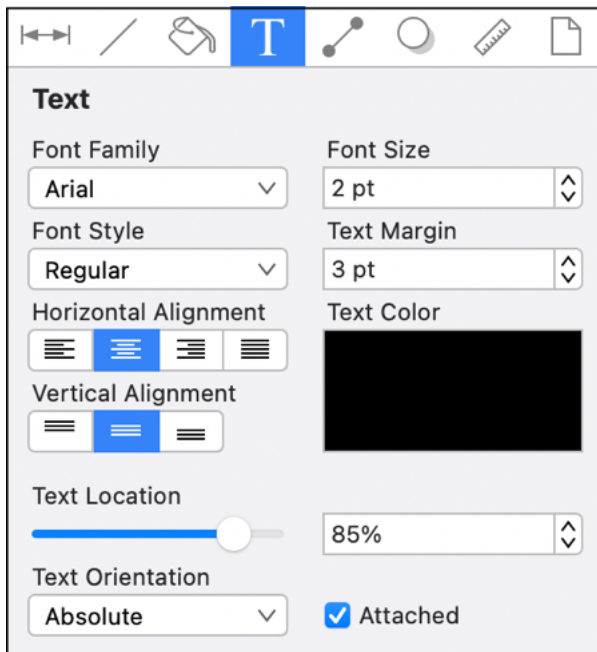 T
Text
Font Family Font Size
Arial 2 pt
Font Style Text Margin
Regular 3 pt
Horizontal Alignment Text Color
Vertical Alignment
Text Location
85%
Text Orientation
Absolute Attached